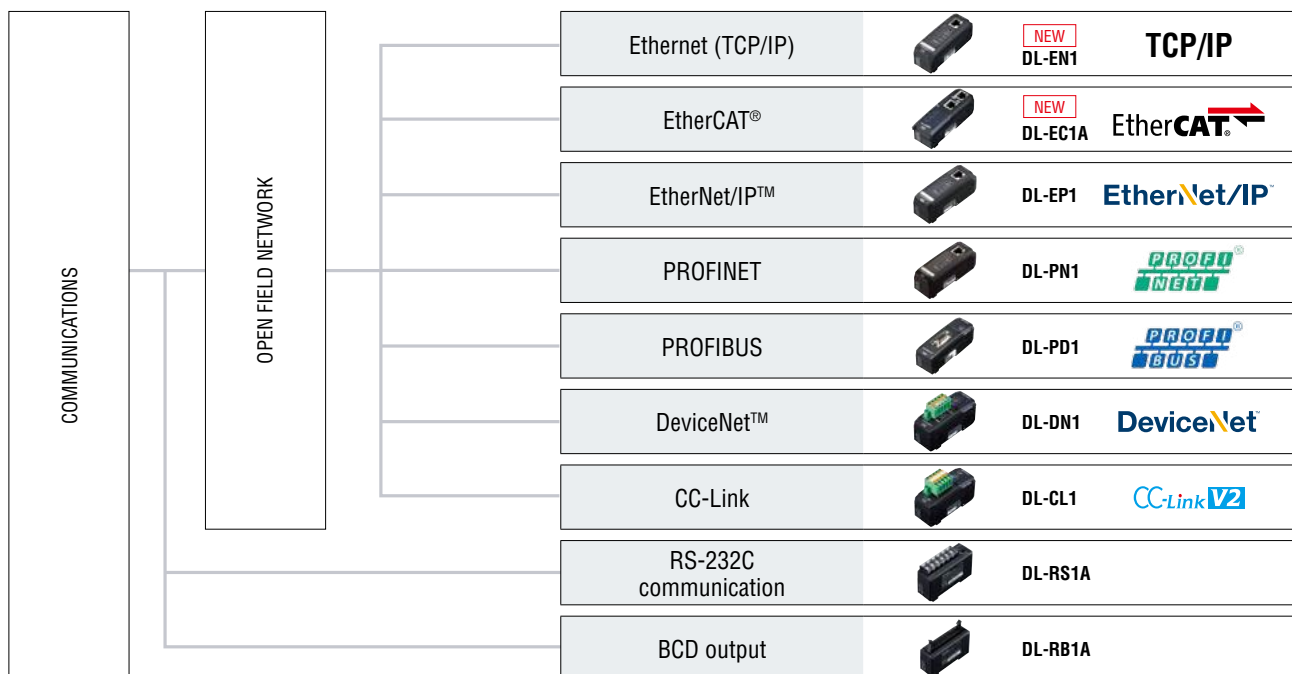 COMMUNICATIONS
OPEN FIELD NETWORK
Ethernet (TCP/IP)
NEW
DL-EN1
TCP/IP
EtherCAT®
NEW
DL-EC1A
EtherCAT®
EtherNet/IP™
DL-EP1
EtherNet/IP™
PROFINET
DL-PN1
PROFI®
NET
PROFIBUS
DL-PD1
PROFI®
BUS
DeviceNet™
DL-DN1
DeviceNet™
CC-Link
DL-CL1
CC-Link V2
RS-232C
communication
DL-RS1A
BCD output
DL-RB1A